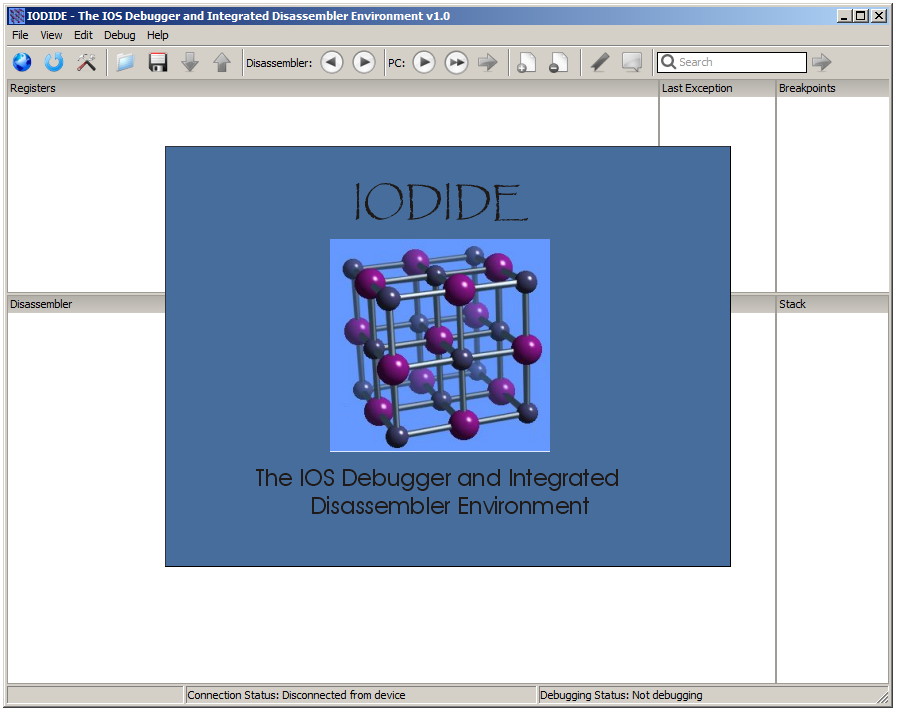 IODIDE - The IOS Debugger and Integrated Disassembler Environment v1.0
File View Edit Debug Help
Disassembler: PC: Search
Registers Last Exception Breakpoints
IODIDE
Disassembler Stack
The IOS Debugger and Integrated
Disassembler Environment
Connection Status: Disconnected from device Debugging Status: Not debugging